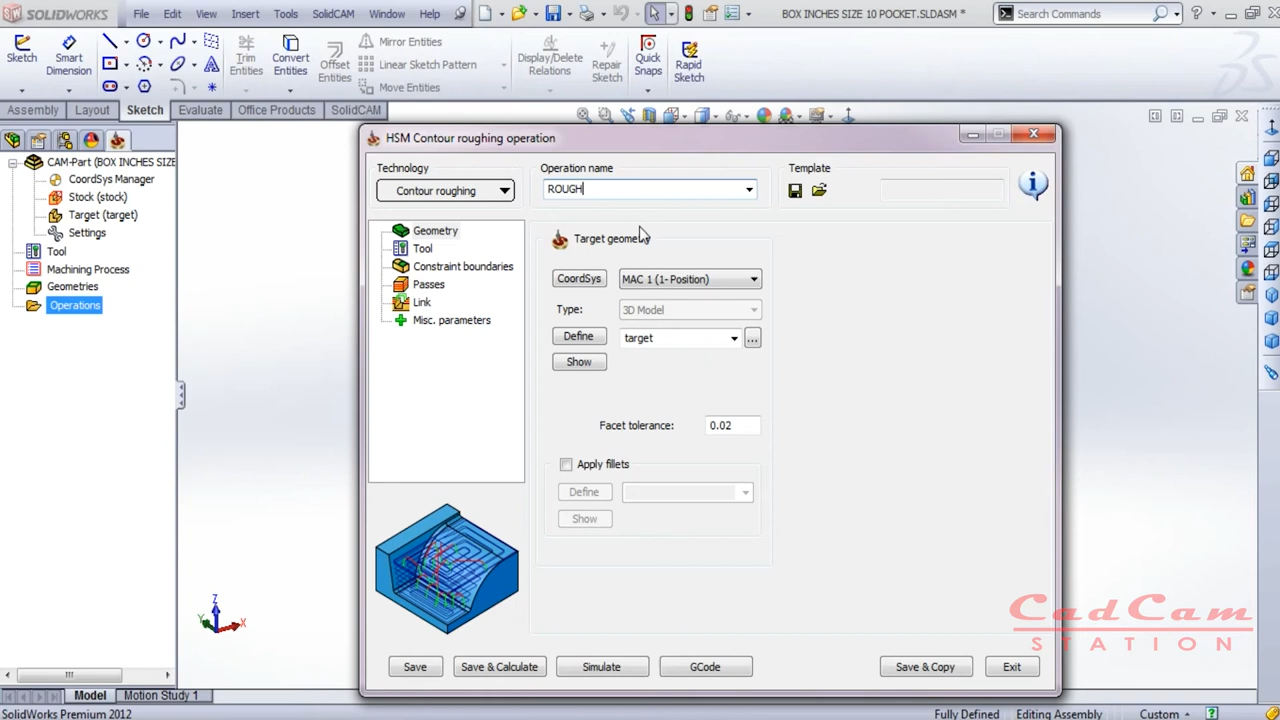 SOLIDWORKS File Edit View Insert Tools SolidCAM Window Help BOX INCHES SIZE 10 POCKET.SLDASM * Search Commands
Sketch Smart Dimension Trim Entities Convert Entities Offset Entities Mirror Entities Linear Sketch Pattern Move Entities Display/Delete Relations Repair Sketch Quick Snaps Rapid Sketch
Assembly Layout Sketch Evaluate Office Products SolidCAM
CAM-Part (BOX INCHES SIZE
CoordSys Manager
Stock (stock)
Target (target)
Settings
Tool
Machining Process
Geometries
Operations
HSM Contour roughing operation
Technology
Contour roughing
Operation name
ROUGH
Template
Geometry
Tool
Constraint boundaries
Passes
Link
Misc. parameters
Target geometry
CoordSys MAC 1 (1- Position)
Type: 3D Model
Define target ...
Show
Facet tolerance: 0.02
Apply fillets
Define
Show
Save Save & Calculate Simulate GCode Save & Copy Exit
Z
Y
X
CadCam
STATION
Model Motion Study 1
SolidWorks Premium 2012 Fully Defined Editing Assembly Custom